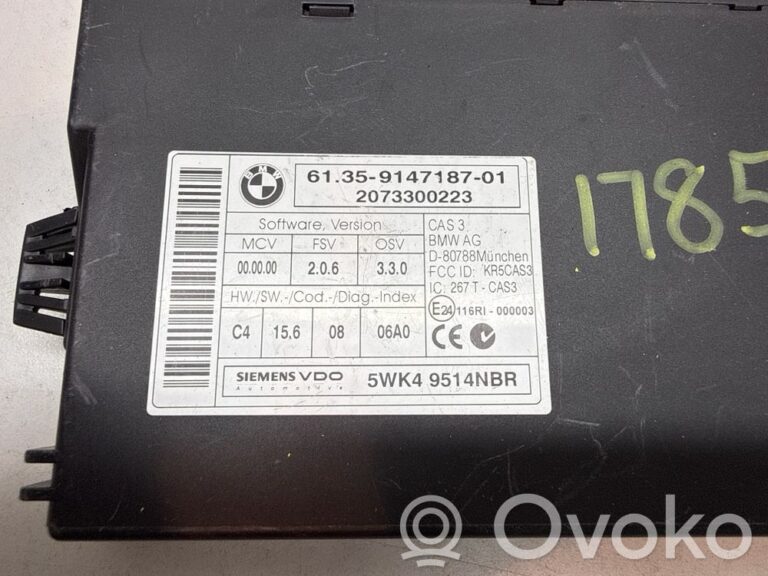 BMW
61.35-9147187-01
2073300223
Software, Version
MCV FSV OSV
00.00.00 2.0.6 3.3.0
HW./SW.-/Cod.-/Diag.-Index
C4 15.6 08 06A0
CAS 3
BMW AG
D-80788München
FCC ID: KR5CAS3
IC: 267 T - CAS3
E24 116RI - 000003
CE
SIEMENS VDO
Automotive
5WK4 9514NBR
1785
© Ovoko
Ovoko